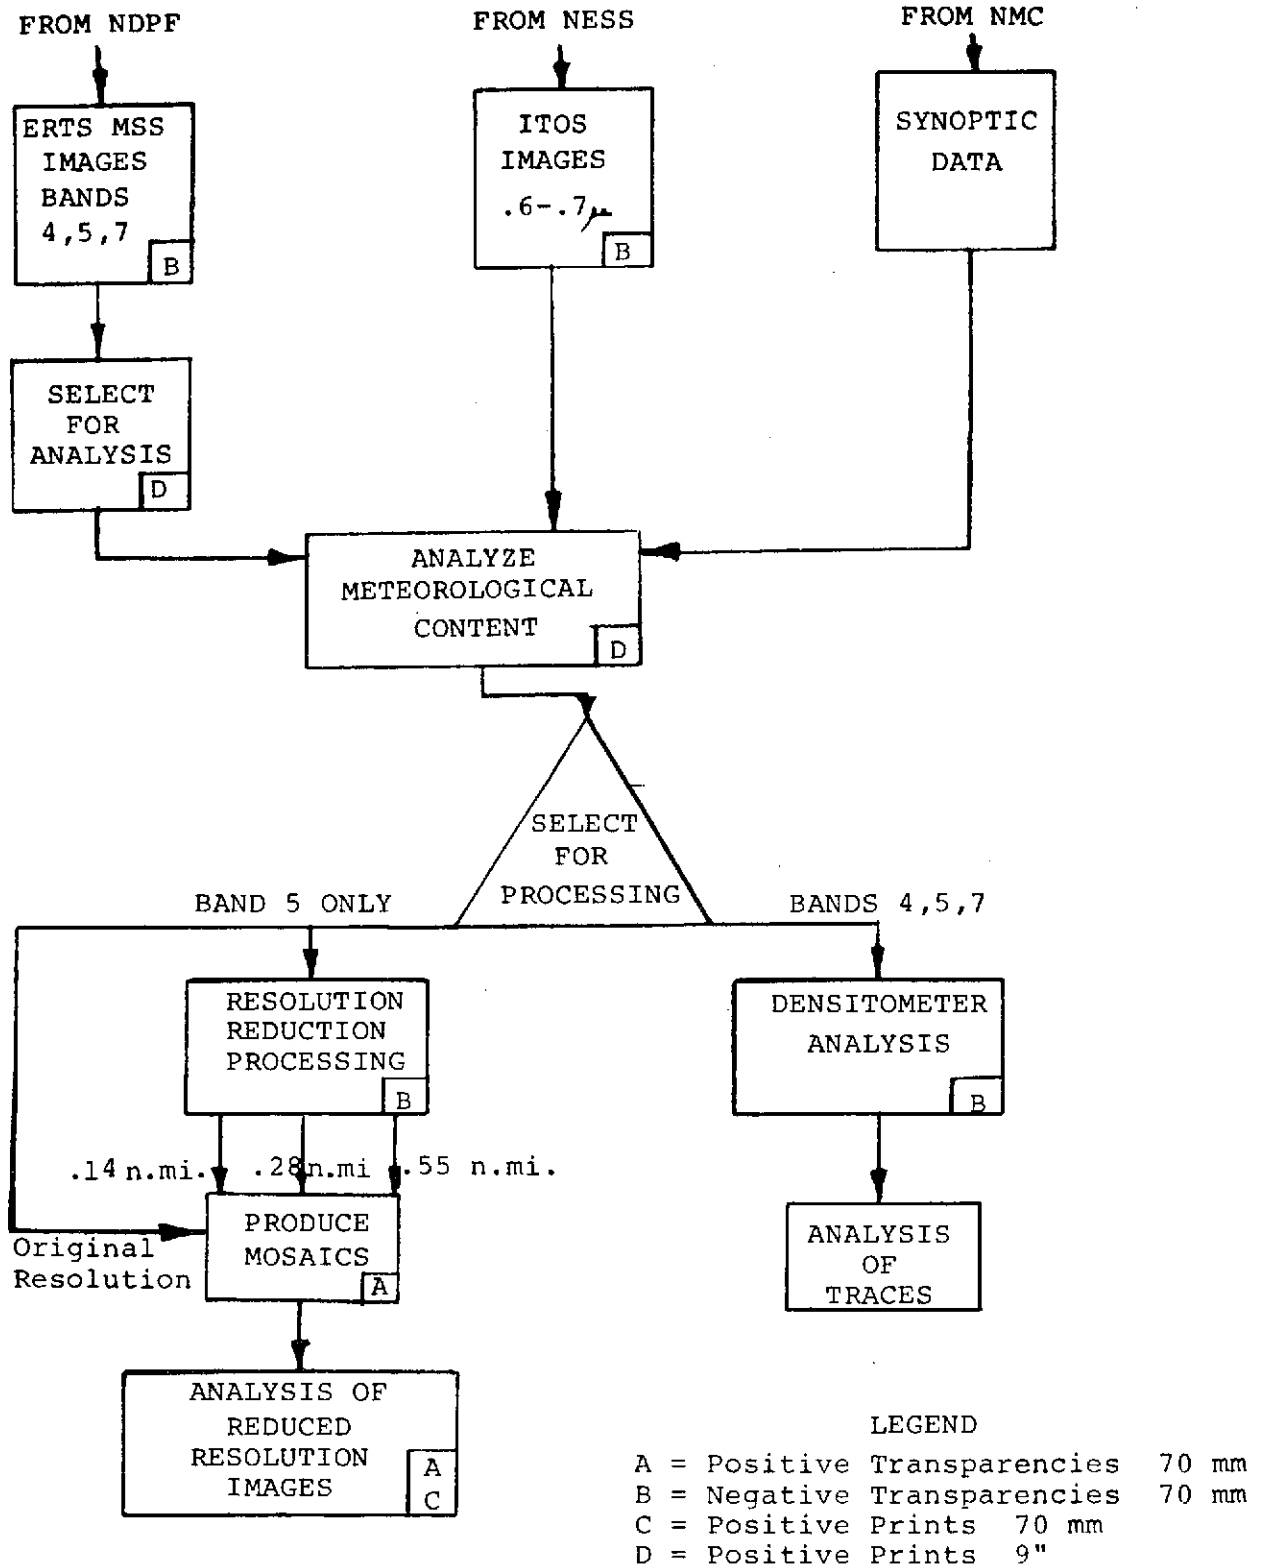 FROM NDPF
FROM NESS
FROM NMC
ERTS MSS
IMAGES
BANDS
4,5,7
B
ITOS
IMAGES
.6-.7μ
B
SYNOPTIC
DATA
SELECT
FOR
ANALYSIS
D
ANALYZE
METEOROLOGICAL
CONTENT
D
SELECT
FOR
PROCESSING
BAND 5 ONLY
BANDS 4,5,7
RESOLUTION
REDUCTION
PROCESSING
B
DENSITOMETER
ANALYSIS
B
.14 n.mi.
.28n.mi
.55 n.mi.
Original
Resolution
PRODUCE
MOSAICS
A
ANALYSIS
OF
TRACES
ANALYSIS OF
REDUCED
RESOLUTION
IMAGES
A
C
LEGEND
A = Positive Transparencies 70 mm
B = Negative Transparencies 70 mm
C = Positive Prints 70 mm
D = Positive Prints 9"